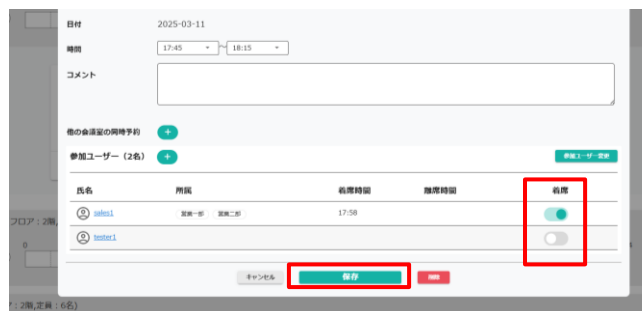 日付 2025-03-11
時間 17:45 ～ 18:15
コメント
他の会議室の同時予約 +
参加ユーザー（2名） + 参加ユーザー変更
氏名 所属 着席時間 離席時間 着席
sales1 営業一部 営業二部 17:58
tester1
フロア：2階,
0
キャンセル 保存 削除
ア：2階,定員：6名)